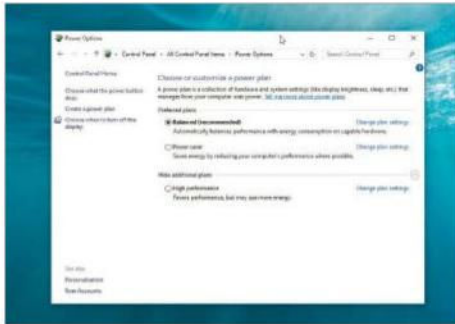 Power Options
Control Panel > All Control Panel Items > Power Options
Search Control Panel
Control Panel Home
Choose what the power button does
Create a power plan
Choose when to turn off the display
Choose or customize a power plan
A power plan is a collection of hardware and system settings (like display brightness, sleep, etc.) that
manages how your computer uses power. Tell me more about power plans
Preferred plans
Balanced (recommended)
Change plan settings
Automatically balances performance with energy consumption on capable hardware.
Power saver
Change plan settings
Saves energy by reducing your computer's performance where possible.
Hide additional plans
High performance
Change plan settings
Favors performance, but may use more energy.
See also
Personalization
User Accounts